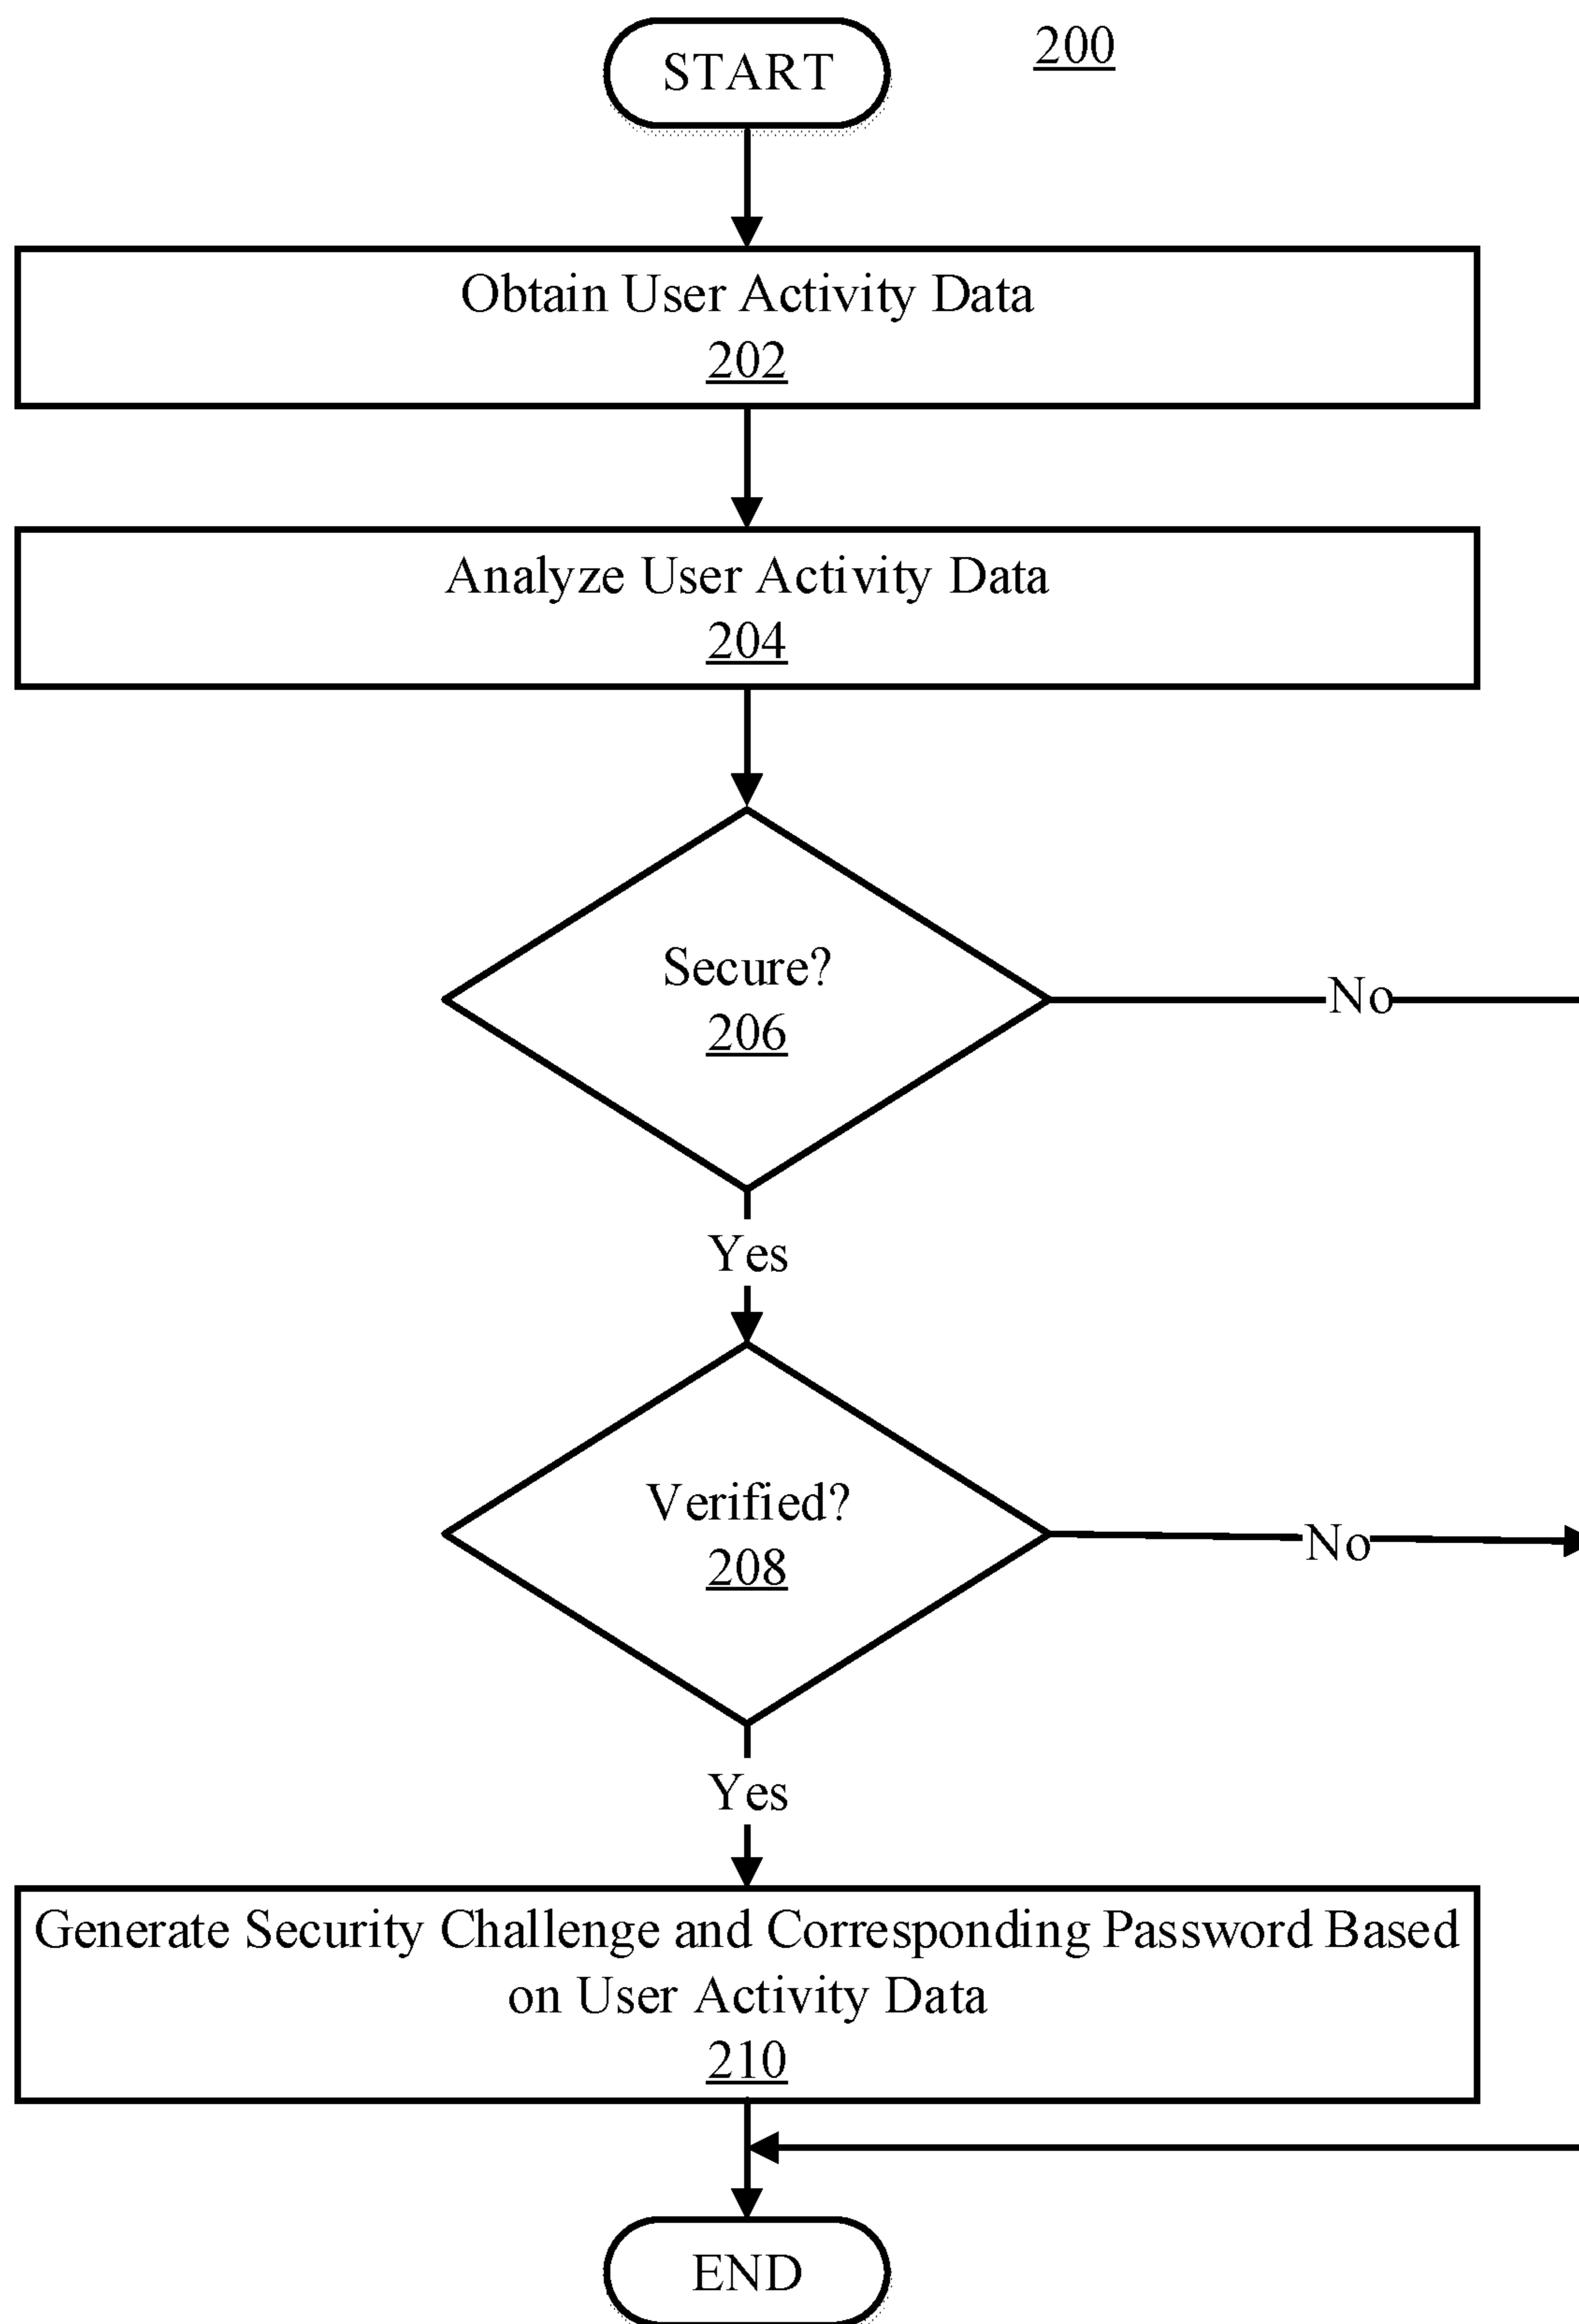 START
200
Obtain User Activity Data
202
Analyze User Activity Data
204
Secure?
206
No
Yes
Verified?
208
No
Yes
Generate Security Challenge and Corresponding Password Based
on User Activity Data
210
END